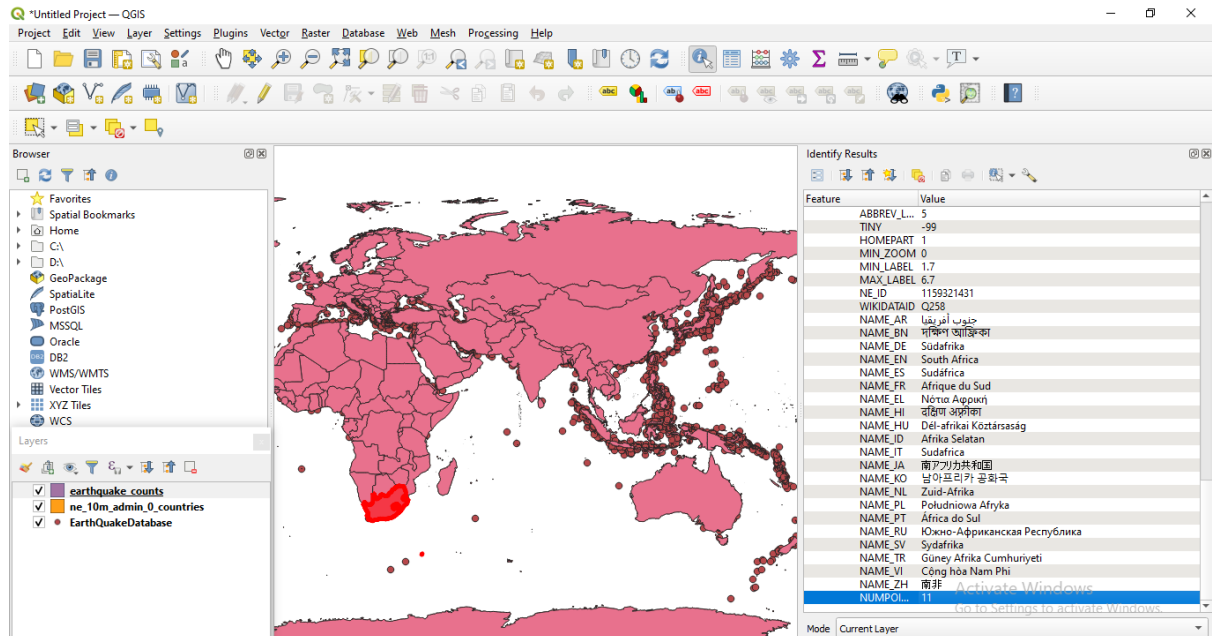 *Untitled Project — QGIS
Project Edit View Layer Settings Plugins Vector Raster Database Web Mesh Processing Help
Browser
Favorites
Spatial Bookmarks
Home
C:\
D:\
GeoPackage
SpatiaLite
PostGIS
MSSQL
Oracle
DB2
WMS/WMTS
Vector Tiles
XYZ Tiles
WCS
Layers
earthquake_counts
ne_10m_admin_0_countries
EarthQuakeDatabase
Identify Results
Feature Value
ABBREV_L... 5
TINY -99
HOMEPART 1
MIN_ZOOM 0
MIN_LABEL 1.7
MAX_LABEL 6.7
NE_ID 1159321431
WIKIDATAID Q258
NAME_AR جنوب أفريقيا
NAME_BN দক্ষিণ আফ্রিকা
NAME_DE Südafrika
NAME_EN South Africa
NAME_ES Sudáfrica
NAME_FR Afrique du Sud
NAME_EL Νότια Αφρική
NAME_HI दक्षिण अफ़्रीका
NAME_HU Dél-afrikai Köztársaság
NAME_ID Afrika Selatan
NAME_IT Sudafrica
NAME_JA 南アフリカ共和国
NAME_KO 남아프리카 공화국
NAME_NL Zuid-Afrika
NAME_PL Południowa Afryka
NAME_PT África do Sul
NAME_RU Южно-Африканская Республика
NAME_SV Sydafrika
NAME_TR Güney Afrika Cumhuriyeti
NAME_VI Cộng hòa Nam Phi
NAME_ZH 南非
NUMPOI... 11
Activate Windows
Go to Settings to activate Windows.
Mode Current Layer